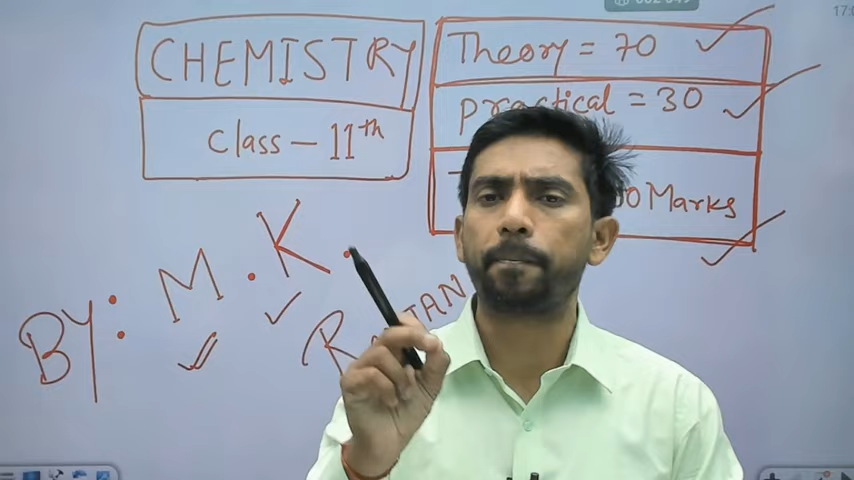 CHEMISTRY
Class - 11th
Theory = 70
practical = 30
Marks
BY: M.K.